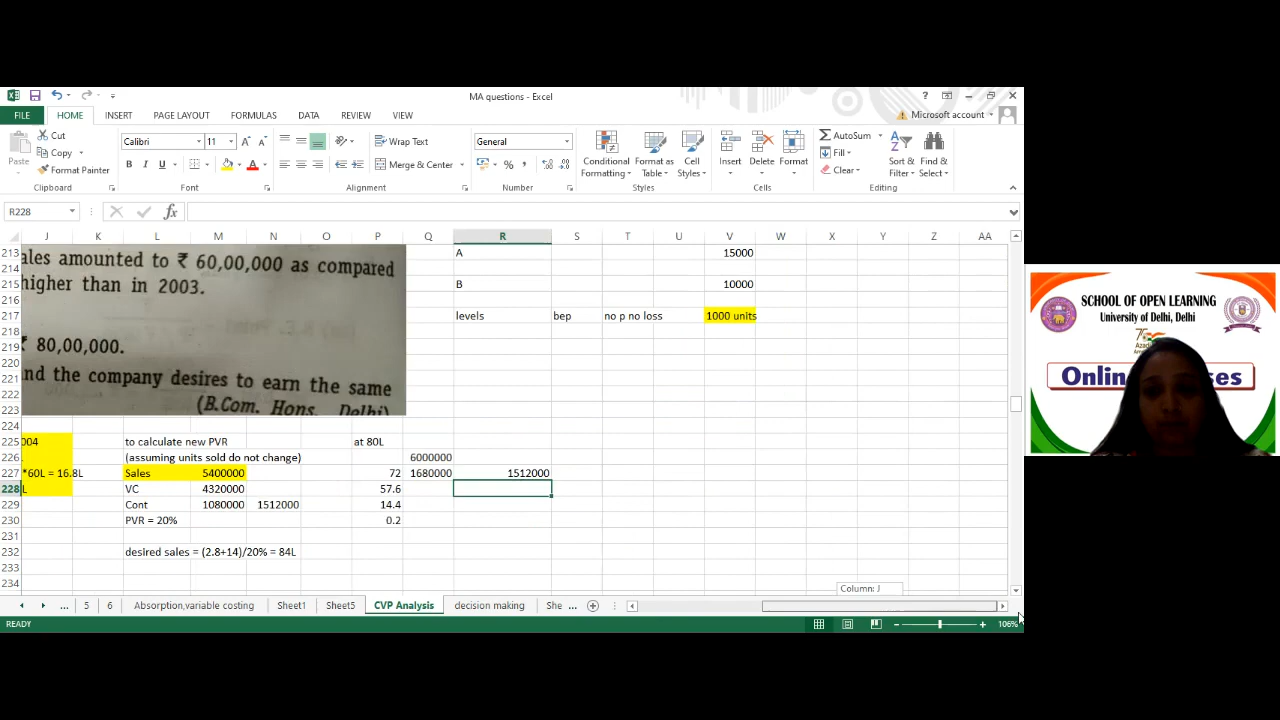 MA questions - Excel
Microsoft account
FILE HOME INSERT PAGE LAYOUT FORMULAS DATA REVIEW VIEW
Cut
Copy
Format Painter
Paste
Calibri 11
Wrap Text
Merge & Center
General
Conditional Formatting
Format as Table
Cell Styles
Insert
Delete
Format
AutoSum
Fill
Clear
Sort & Filter
Find & Select
Clipboard Font Alignment Number Styles Cells Editing
R228
J K L M N O P Q R S T U V W X Y Z AA
213 A 15000
214
215 B 10000
216
217 levels bep no p no loss 1000 units
218
219
220
221
222
223
ales amounted to ₹ 60,00,000 as compared
higher than in 2003.
₹ 80,00,000.
nd the company desires to earn the same
(B.Com. Hons. Delhi)
224
225 004 to calculate new PVR at 80L
226 (assuming units sold do not change) 6000000
227 *60L = 16.8L Sales 5400000 72 1680000 1512000
228 L VC 4320000 57.6
229 Cont 1080000 1512000 14.4
230 PVR = 20% 0.2
231
232 desired sales = (2.8+14)/20% = 84L
233
234
Column: J
... 5 6 Absorption,variable costing Sheet1 Sheet5 CVP Analysis decision making She ...
READY
106%
SCHOOL OF OPEN LEARNING
University of Delhi, Delhi
75